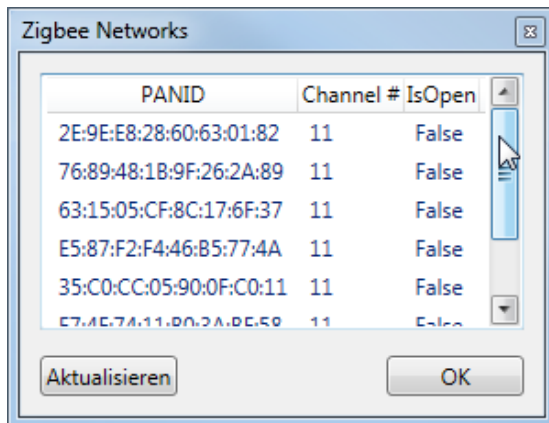 Zigbee Networks
PANID Channel # IsOpen
2E:9E:E8:28:60:63:01:82 11 False
76:89:48:1B:9F:26:2A:89 11 False
63:15:05:CF:8C:17:6F:37 11 False
E5:87:F2:F4:46:B5:77:4A 11 False
35:C0:CC:05:90:0F:C0:11 11 False
11 False
Aktualisieren OK